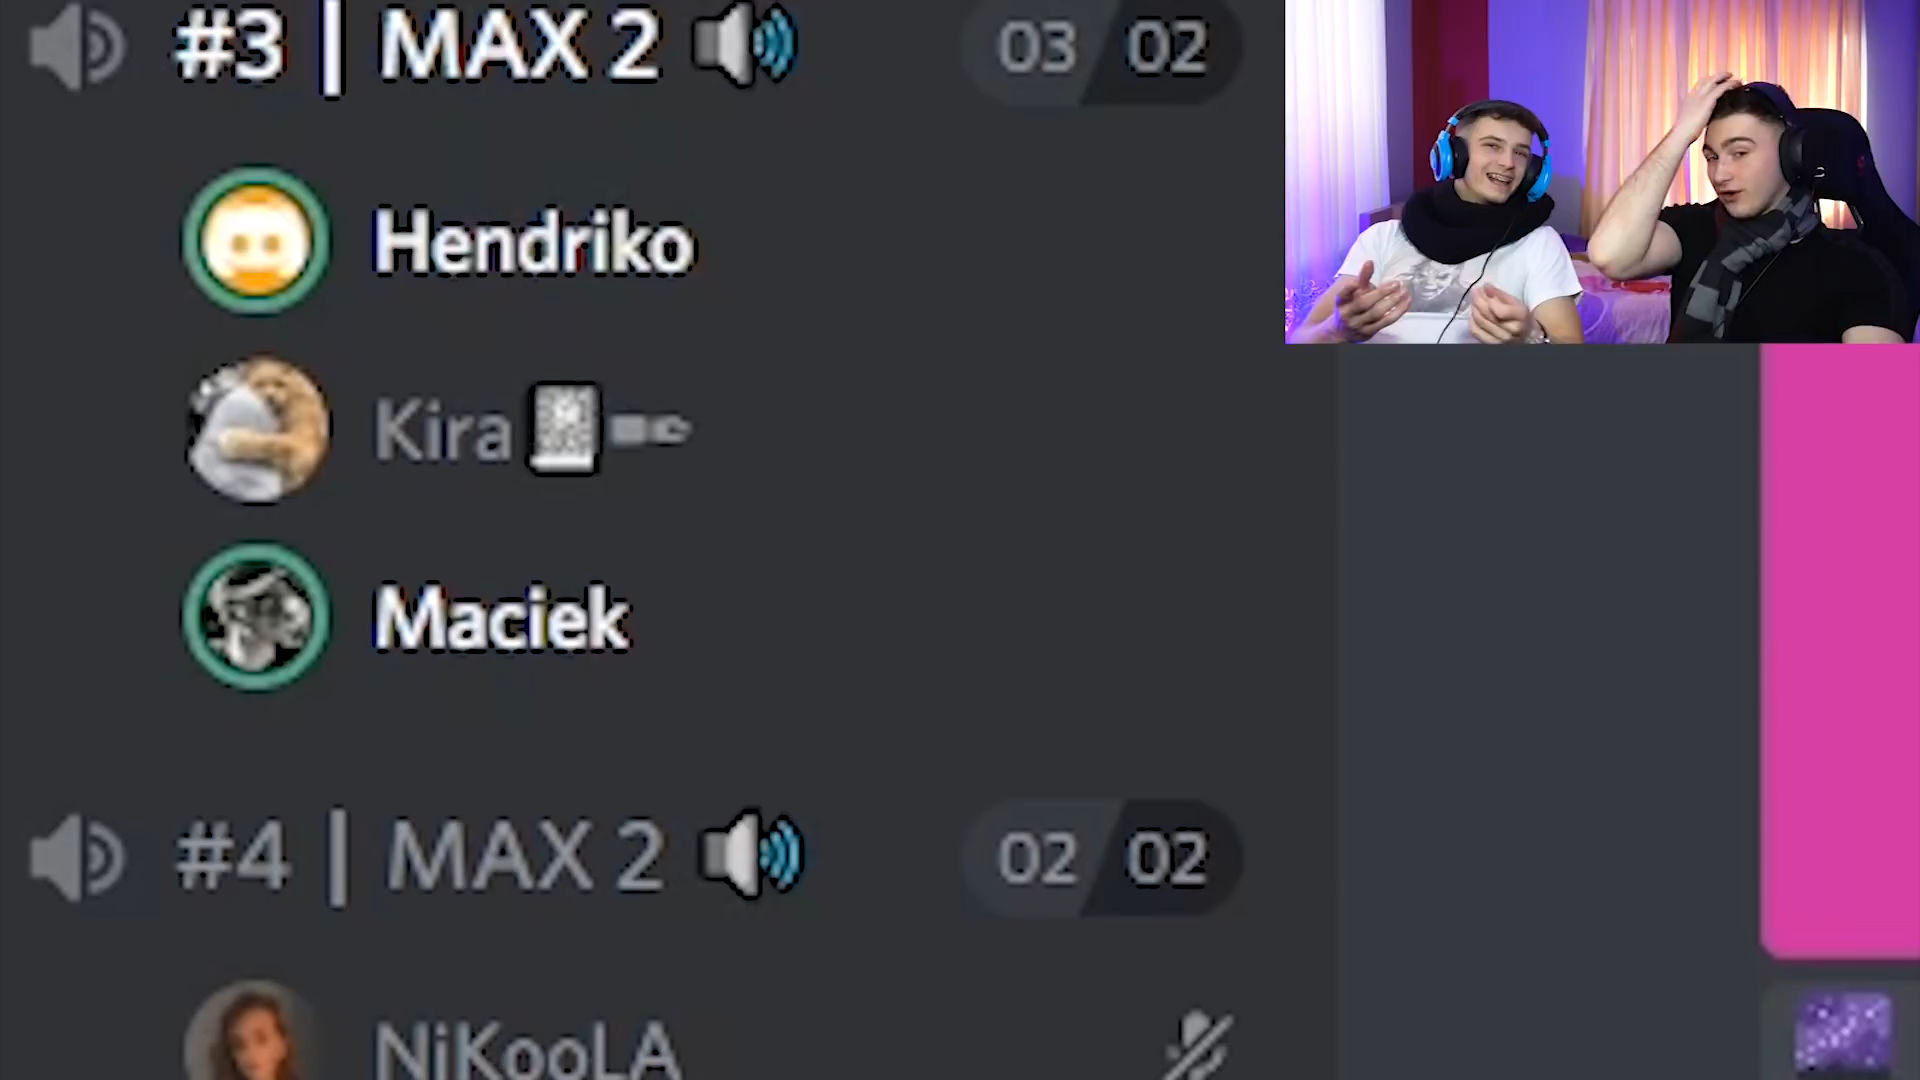 #3 | MAX 2 🔊 03 02
Hendriko
Kira
Maciek
#4 | MAX 2 🔊 02 02
NiKooLA